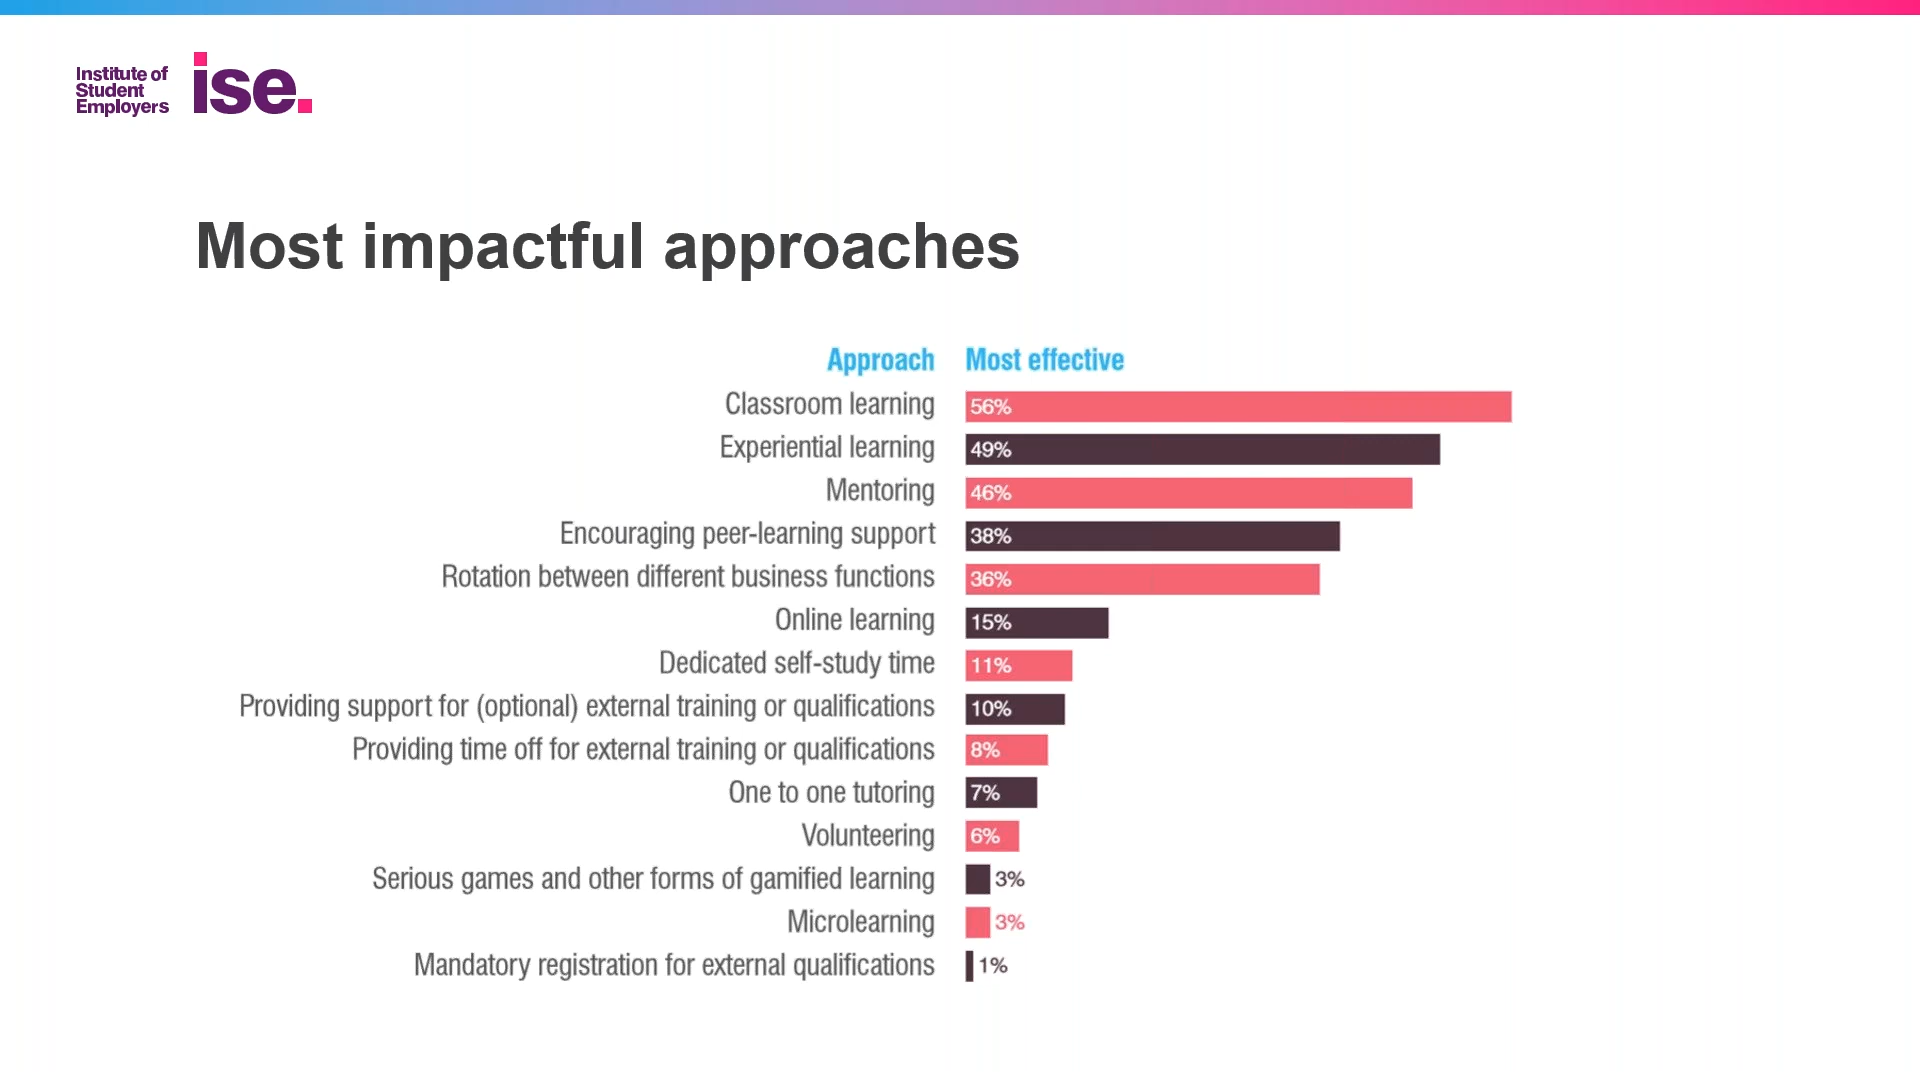 Institute of
Student
Employers
ise.
Most impactful approaches
Approach Most effective
Classroom learning 56%
Experiential learning 49%
Mentoring 46%
Encouraging peer-learning support 38%
Rotation between different business functions 36%
Online learning 15%
Dedicated self-study time 11%
Providing support for (optional) external training or qualifications 10%
Providing time off for external training or qualifications 8%
One to one tutoring 7%
Volunteering 6%
Serious games and other forms of gamified learning 3%
Microlearning 3%
Mandatory registration for external qualifications 1%